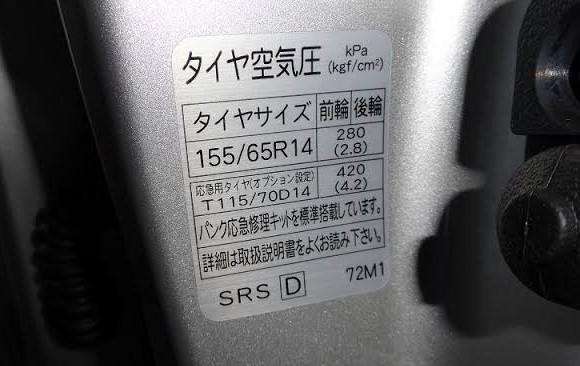 タイヤ空気圧 kPa (kgf/cm²)
タイヤサイズ 前輪 後輪
155/65R14 280 (2.8)
応急用タイヤ(オプション設定) 420 (4.2)
T115/70D14
パンク応急修理キットを標準搭載しています。
詳細は取扱説明書をよくお読み下さい。
SRS D 72M1